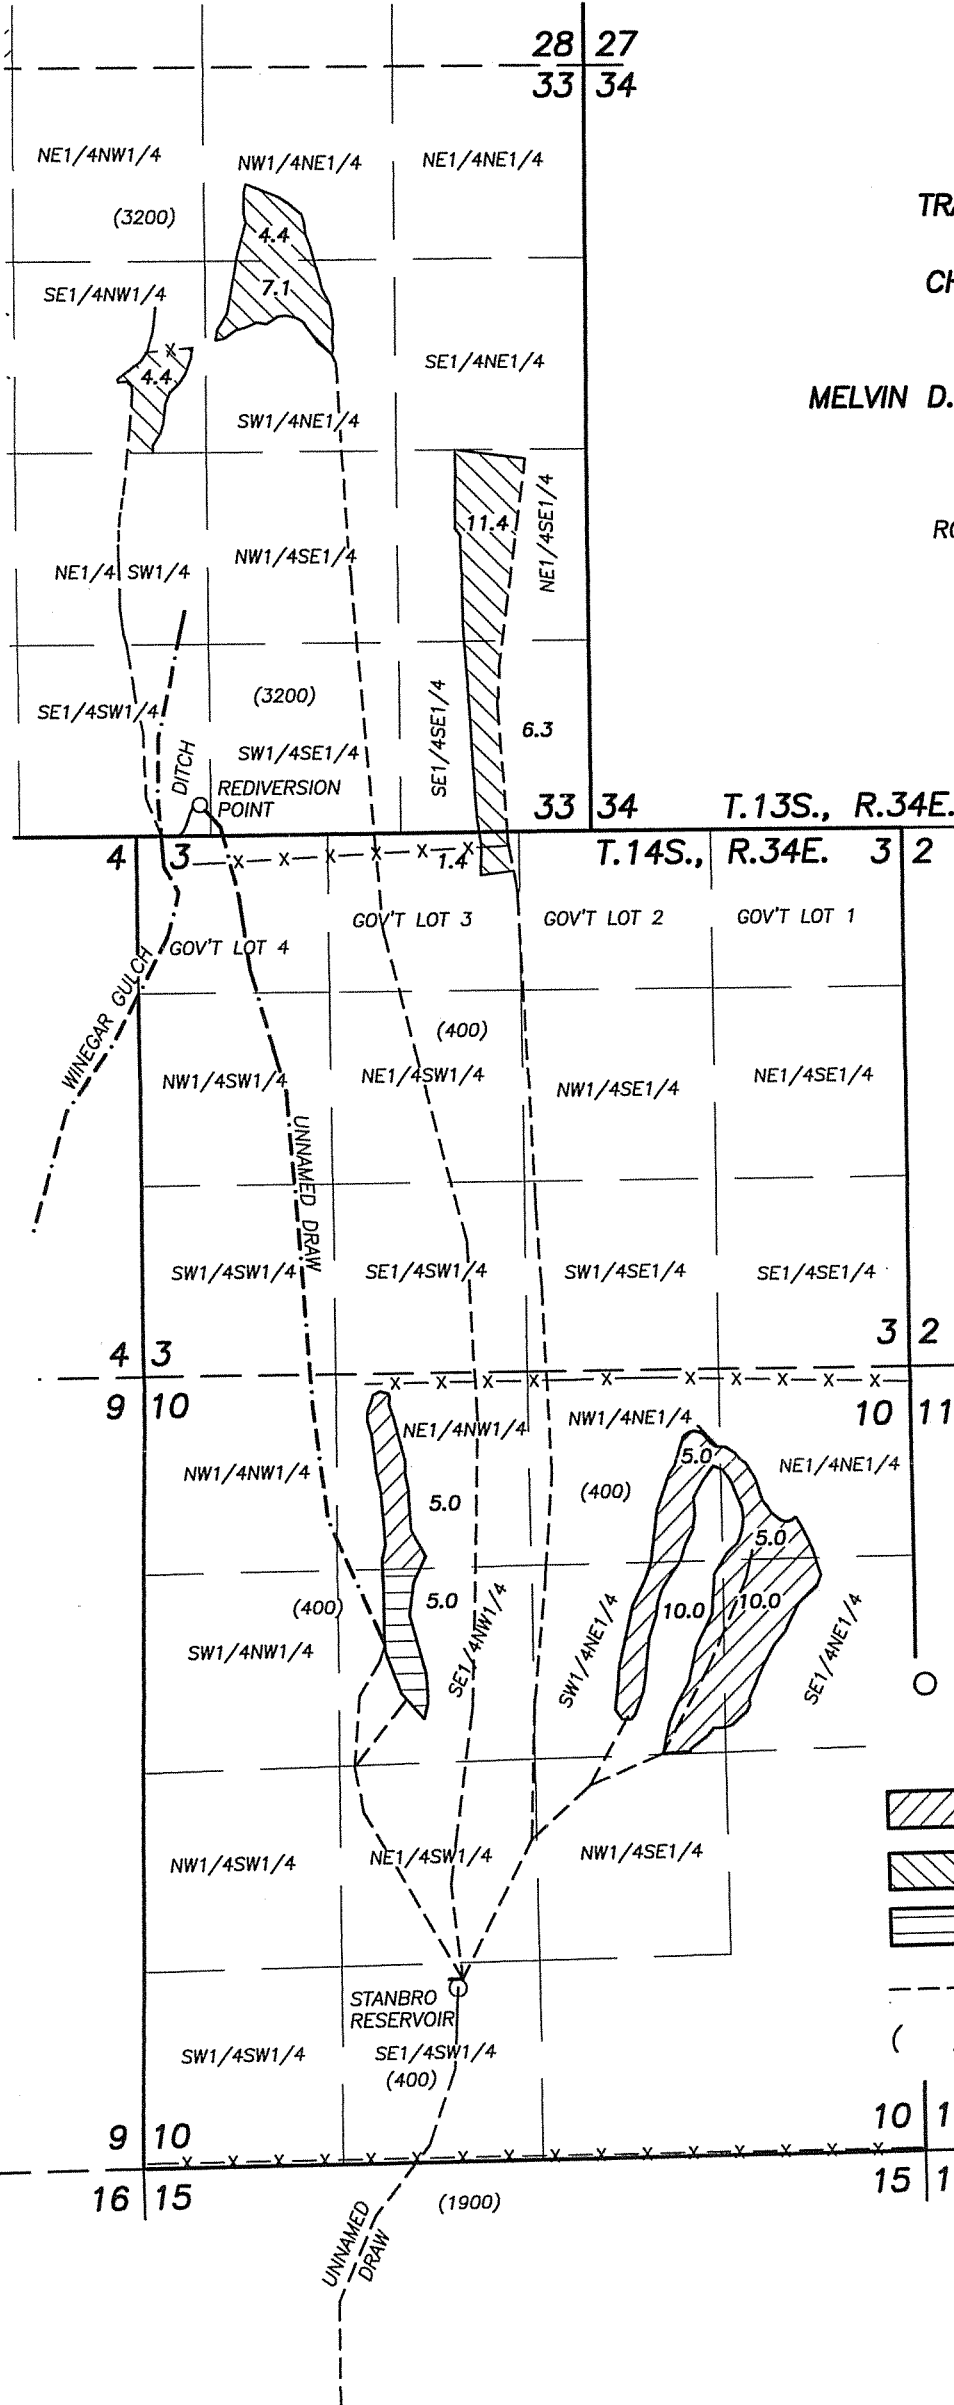 28 27
33 34
NE1/4NW1/4
NW1/4NE1/4
NE1/4NE1/4
(3200)
TRA
4.4
CH
7.1
SE1/4NW1/4
X
4.4
SE1/4NE1/4
MELVIN D.
SW1/4NE1/4
11.4
NE1/4SE1/4
RO
NW1/4SE1/4
NE1/4 SW1/4
(3200)
SE1/4SW1/4
SE1/4SE1/4
6.3
SW1/4SE1/4
DITCH
REDIVERSION
POINT
33 34 T.13S., R.34E.
4 3 X X X X X X
1.4
T.14S., R.34E. 3 2
GOV'T LOT 4
GOV'T LOT 3
GOV'T LOT 2
GOV'T LOT 1
WINEGAR GULCH
(400)
NW1/4SW1/4
NE1/4SW1/4
NW1/4SE1/4
NE1/4SE1/4
UNNAMED DRAW
SW1/4SW1/4
SE1/4SW1/4
SW1/4SE1/4
SE1/4SE1/4
4 3
3 2
X X X X X X X X X
9 10
10 11
NE1/4NW1/4
NW1/4NE1/4
NW1/4NW1/4
5.0
NE1/4NE1/4
5.0
(400)
5.0
(400)
5.0
SE1/4NW1/4
10.0
10.0
SW1/4NW1/4
SW1/4NE1/4
SE1/4NE1/4
NW1/4SW1/4
NE1/4SW1/4
NW1/4SE1/4
STANBRO
RESERVOIR
(
SW1/4SW1/4
SE1/4SW1/4
(400)
9 10
10 1
X X X X X X X X X X X X X X X X
16 15
15 1
(1900)
UNNAMED
DRAW